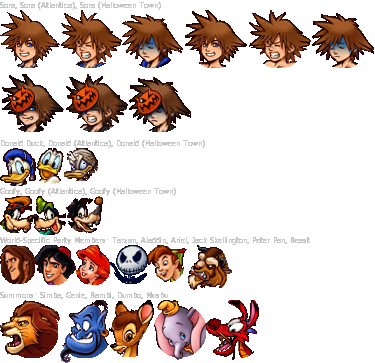 Sora, Sora (Atlantica), Sora (Halloween Town)
Donald Duck, Donald (Atlantica), Donald (Halloween Town)
Goofy, Goofy (Atlantica), Goofy (Halloween Town)
World-Specific Party Members: Tarzan, Aladdin, Ariel, Jack Skellington, Peter Pan, Beast
Summons: Simba, Genie, Bambi, Dumbo, Mushu